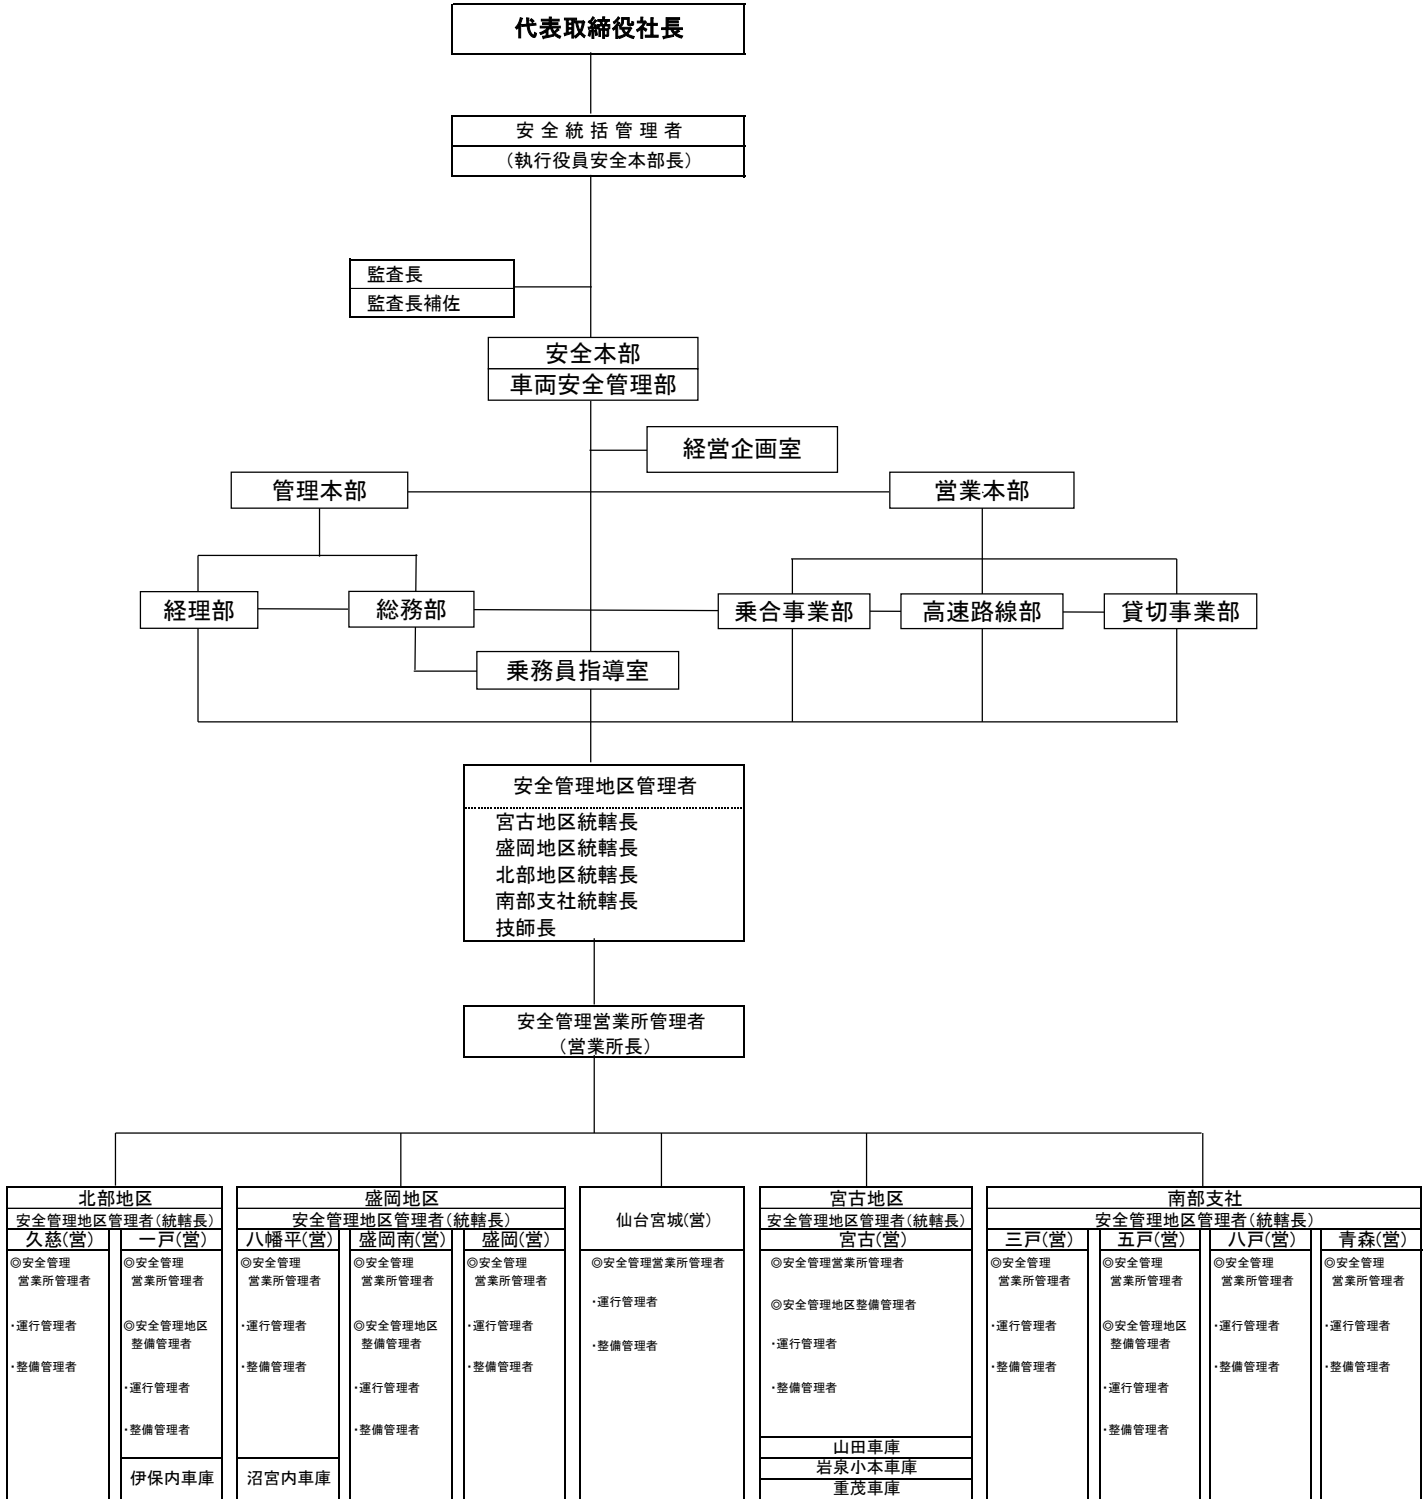 代表取締役社長
安全統括管理者
（執行役員安全本部長）
監査長
監査長補佐
安全本部
車両安全管理部
経営企画室
管理本部
営業本部
経理部
総務部
乗合事業部
高速路線部
貸切事業部
乗務員指導室
安全管理地区管理者
宮古地区統轄長
盛岡地区統轄長
北部地区統轄長
南部支社統轄長
技師長
安全管理営業所管理者
（営業所長）
北部地区
安全管理地区管理者(統轄長)
久慈(営)
◎安全管理
営業所管理者
・運行管理者
・整備管理者
一戸(営)
◎安全管理
営業所管理者
◎安全管理地区
整備管理者
・運行管理者
・整備管理者
伊保内車庫
盛岡地区
安全管理地区管理者(統轄長)
八幡平(営)
◎安全管理
営業所管理者
・運行管理者
・整備管理者
沼宮内車庫
盛岡南(営)
◎安全管理
営業所管理者
◎安全管理地区
整備管理者
・運行管理者
・整備管理者
盛岡(営)
◎安全管理
営業所管理者
・運行管理者
・整備管理者
仙台宮城(営)
◎安全管理営業所管理者
・運行管理者
・整備管理者
宮古地区
安全管理地区管理者(統轄長)
宮古(営)
◎安全管理営業所管理者
◎安全管理地区整備管理者
・運行管理者
・整備管理者
山田車庫
岩泉小本車庫
重茂車庫
南部支社
安全管理地区管理者(統轄長)
三戸(営)
◎安全管理
営業所管理者
・運行管理者
・整備管理者
五戸(営)
◎安全管理
営業所管理者
◎安全管理地区
整備管理者
・運行管理者
・整備管理者
八戸(営)
◎安全管理
営業所管理者
・運行管理者
・整備管理者
青森(営)
◎安全管理
営業所管理者
・運行管理者
・整備管理者